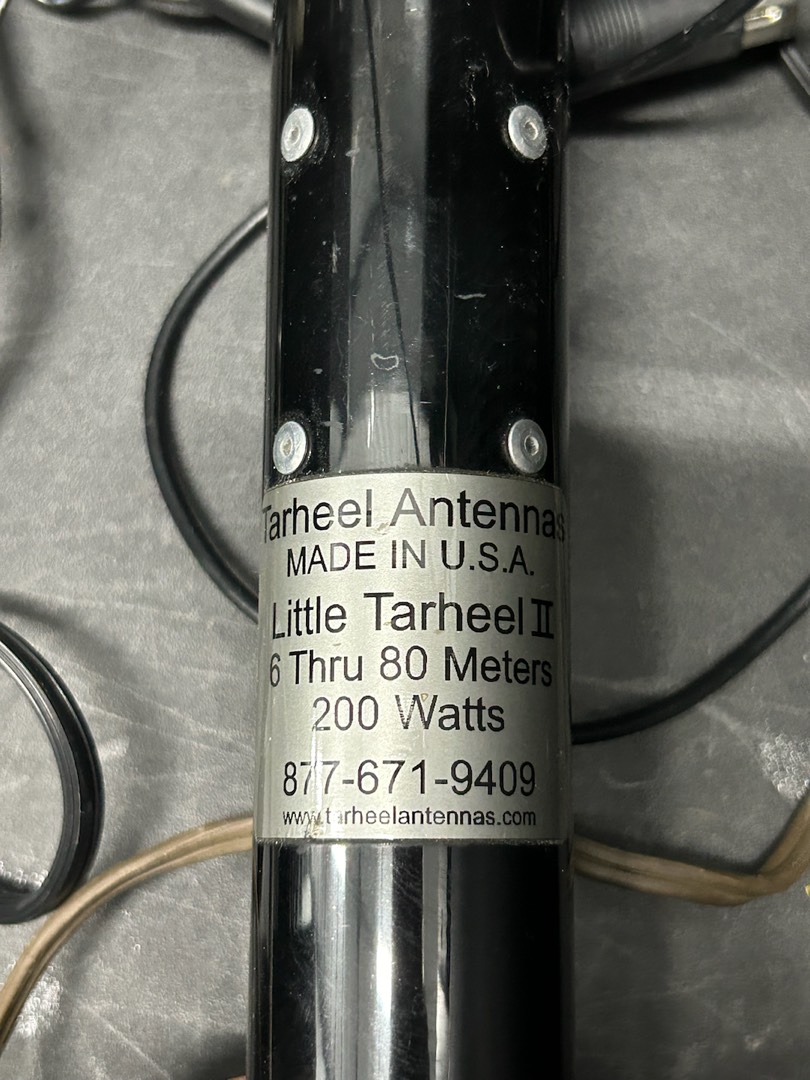 Tarheel Antennas
MADE IN U.S.A.
Little Tarheel II
6 Thru 80 Meters
200 Watts
877-671-9409
www.tarheelantennas.com